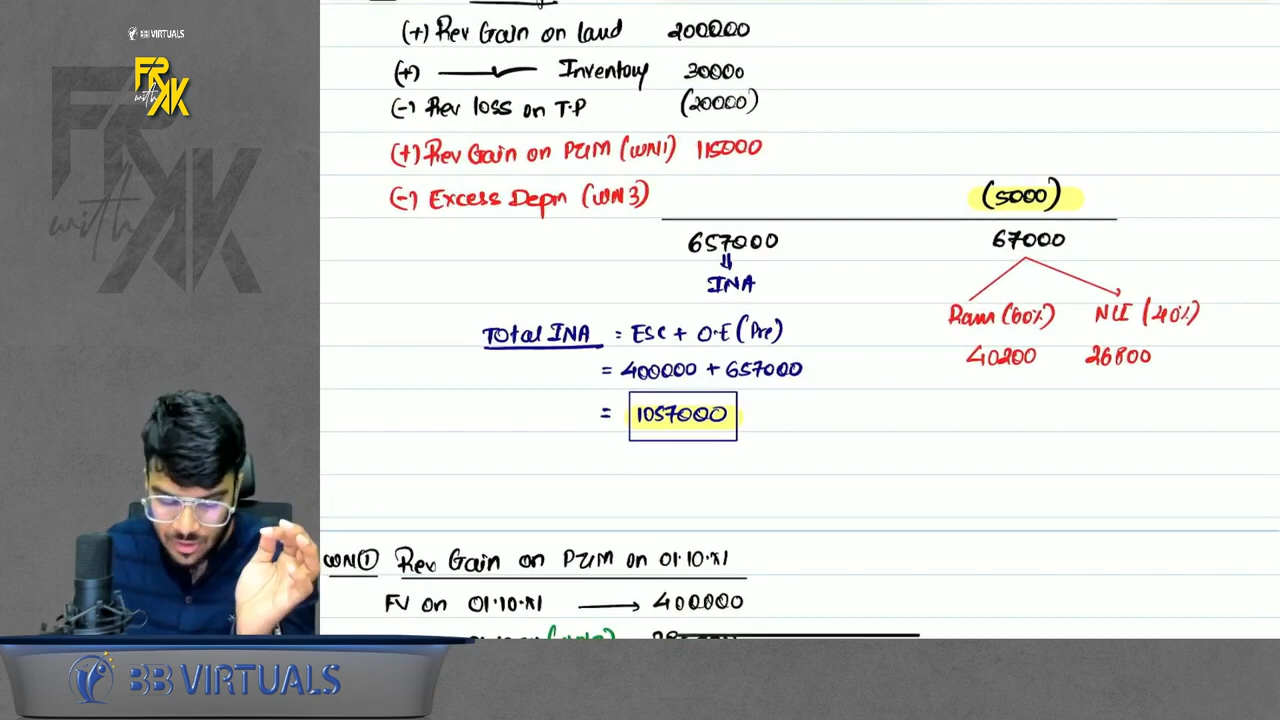 BB VIRTUALS
FR
with
AK
FR
with
AK
(+) Rev Gain on land 200000
(+) Inventory 30000
(-) Rev loss on T.P (20000)
(+) Rev Gain on P&M (WN1) 115000
(-) Excess Depn (WN3) (5000)
657000 67000
INA
Ram (60%) NCI (40%)
40200 26800
Total INA = ESC + O.E (Pre)
= 400000 + 657000
= 1057000
WN① Rev Gain on P&M on 01.10.X1
FV on 01.10.X1 → 400000
BB VIRTUALS